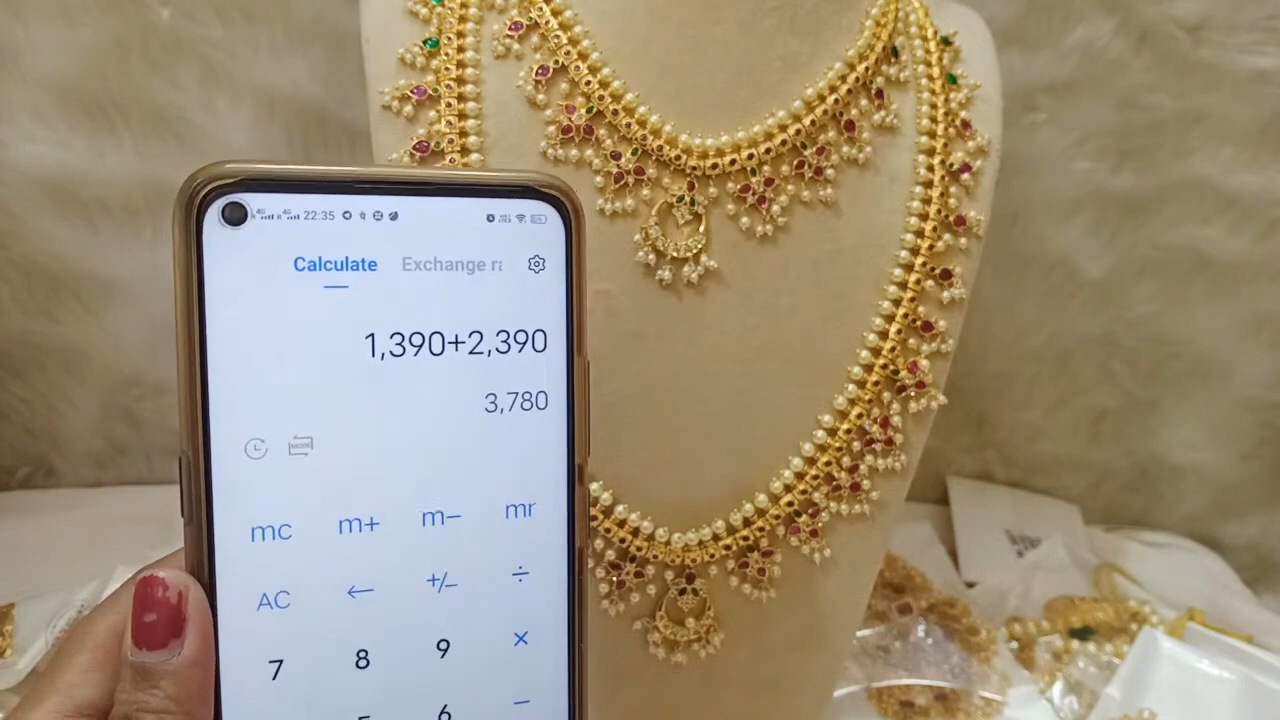 22:35
Calculate Exchange ra
1,390+2,390
3,780
mc m+ m− mr
AC ← +/− ÷
7 8 9 ×
6 −